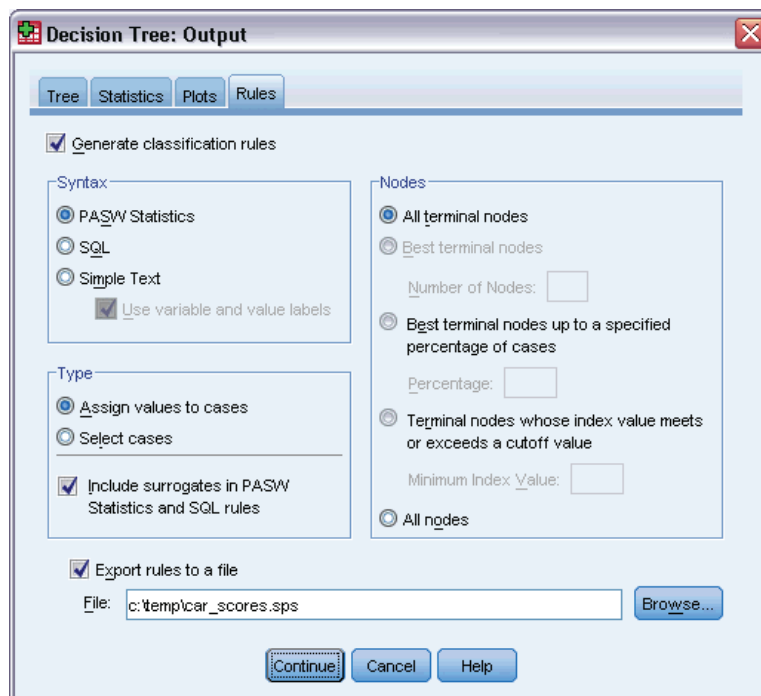 Decision Tree: Output
Tree
Statistics
Plots
Rules
Generate classification rules
Syntax
PASW Statistics
SQL
Simple Text
Use variable and value labels
Type
Assign values to cases
Select cases
Include surrogates in PASW
Statistics and SQL rules
Nodes
All terminal nodes
Best terminal nodes
Number of Nodes:
Best terminal nodes up to a specified
percentage of cases
Percentage:
Terminal nodes whose index value meets
or exceeds a cutoff value
Minimum Index Value:
All nodes
Export rules to a file
File:
c:\temp\car_scores.sps
Browse...
Continue
Cancel
Help